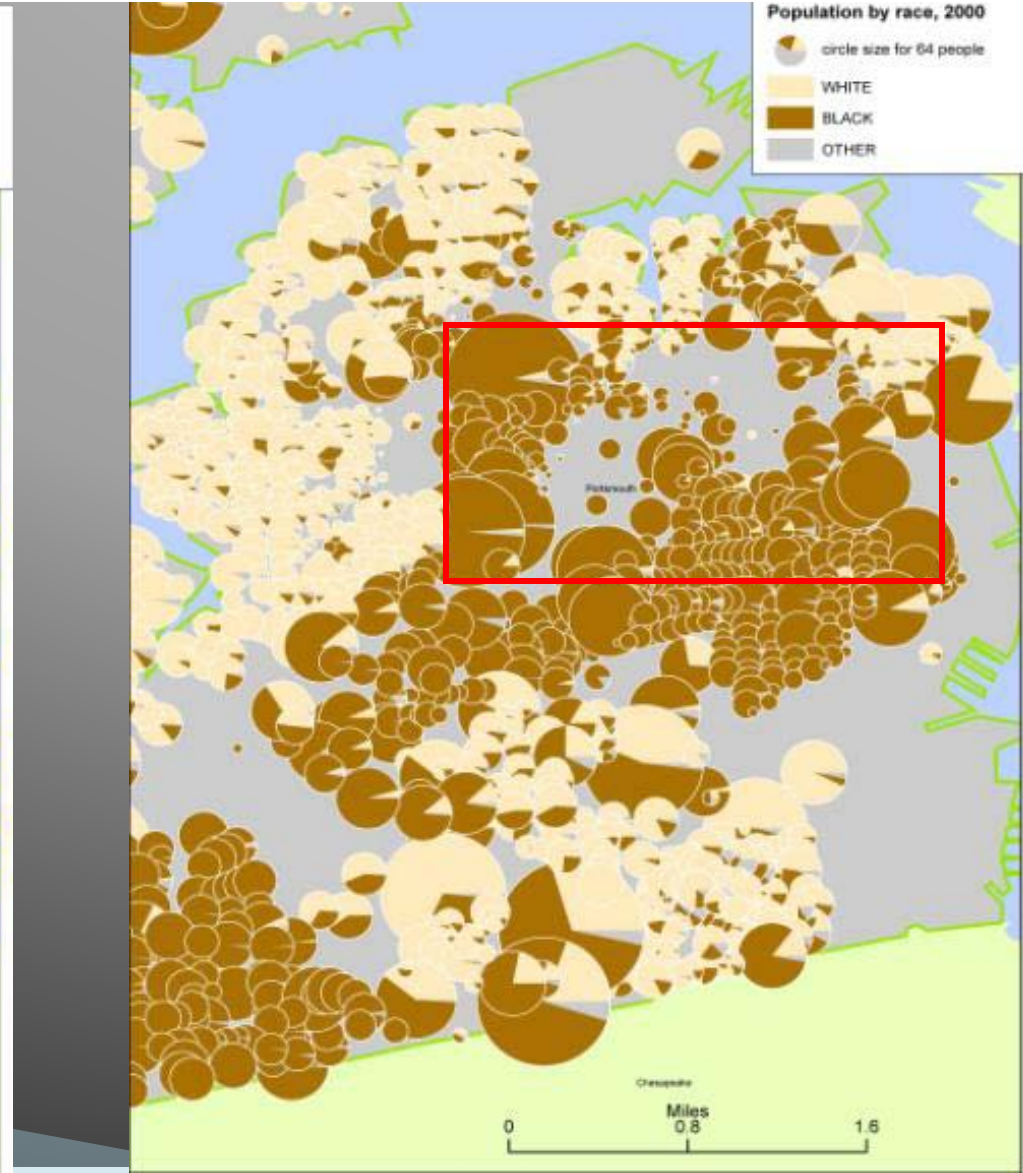 Population by race, 2000
circle size for 64 people
WHITE
BLACK
OTHER
Portsmouth
Chesapeake
Miles
0 0.8 1.6